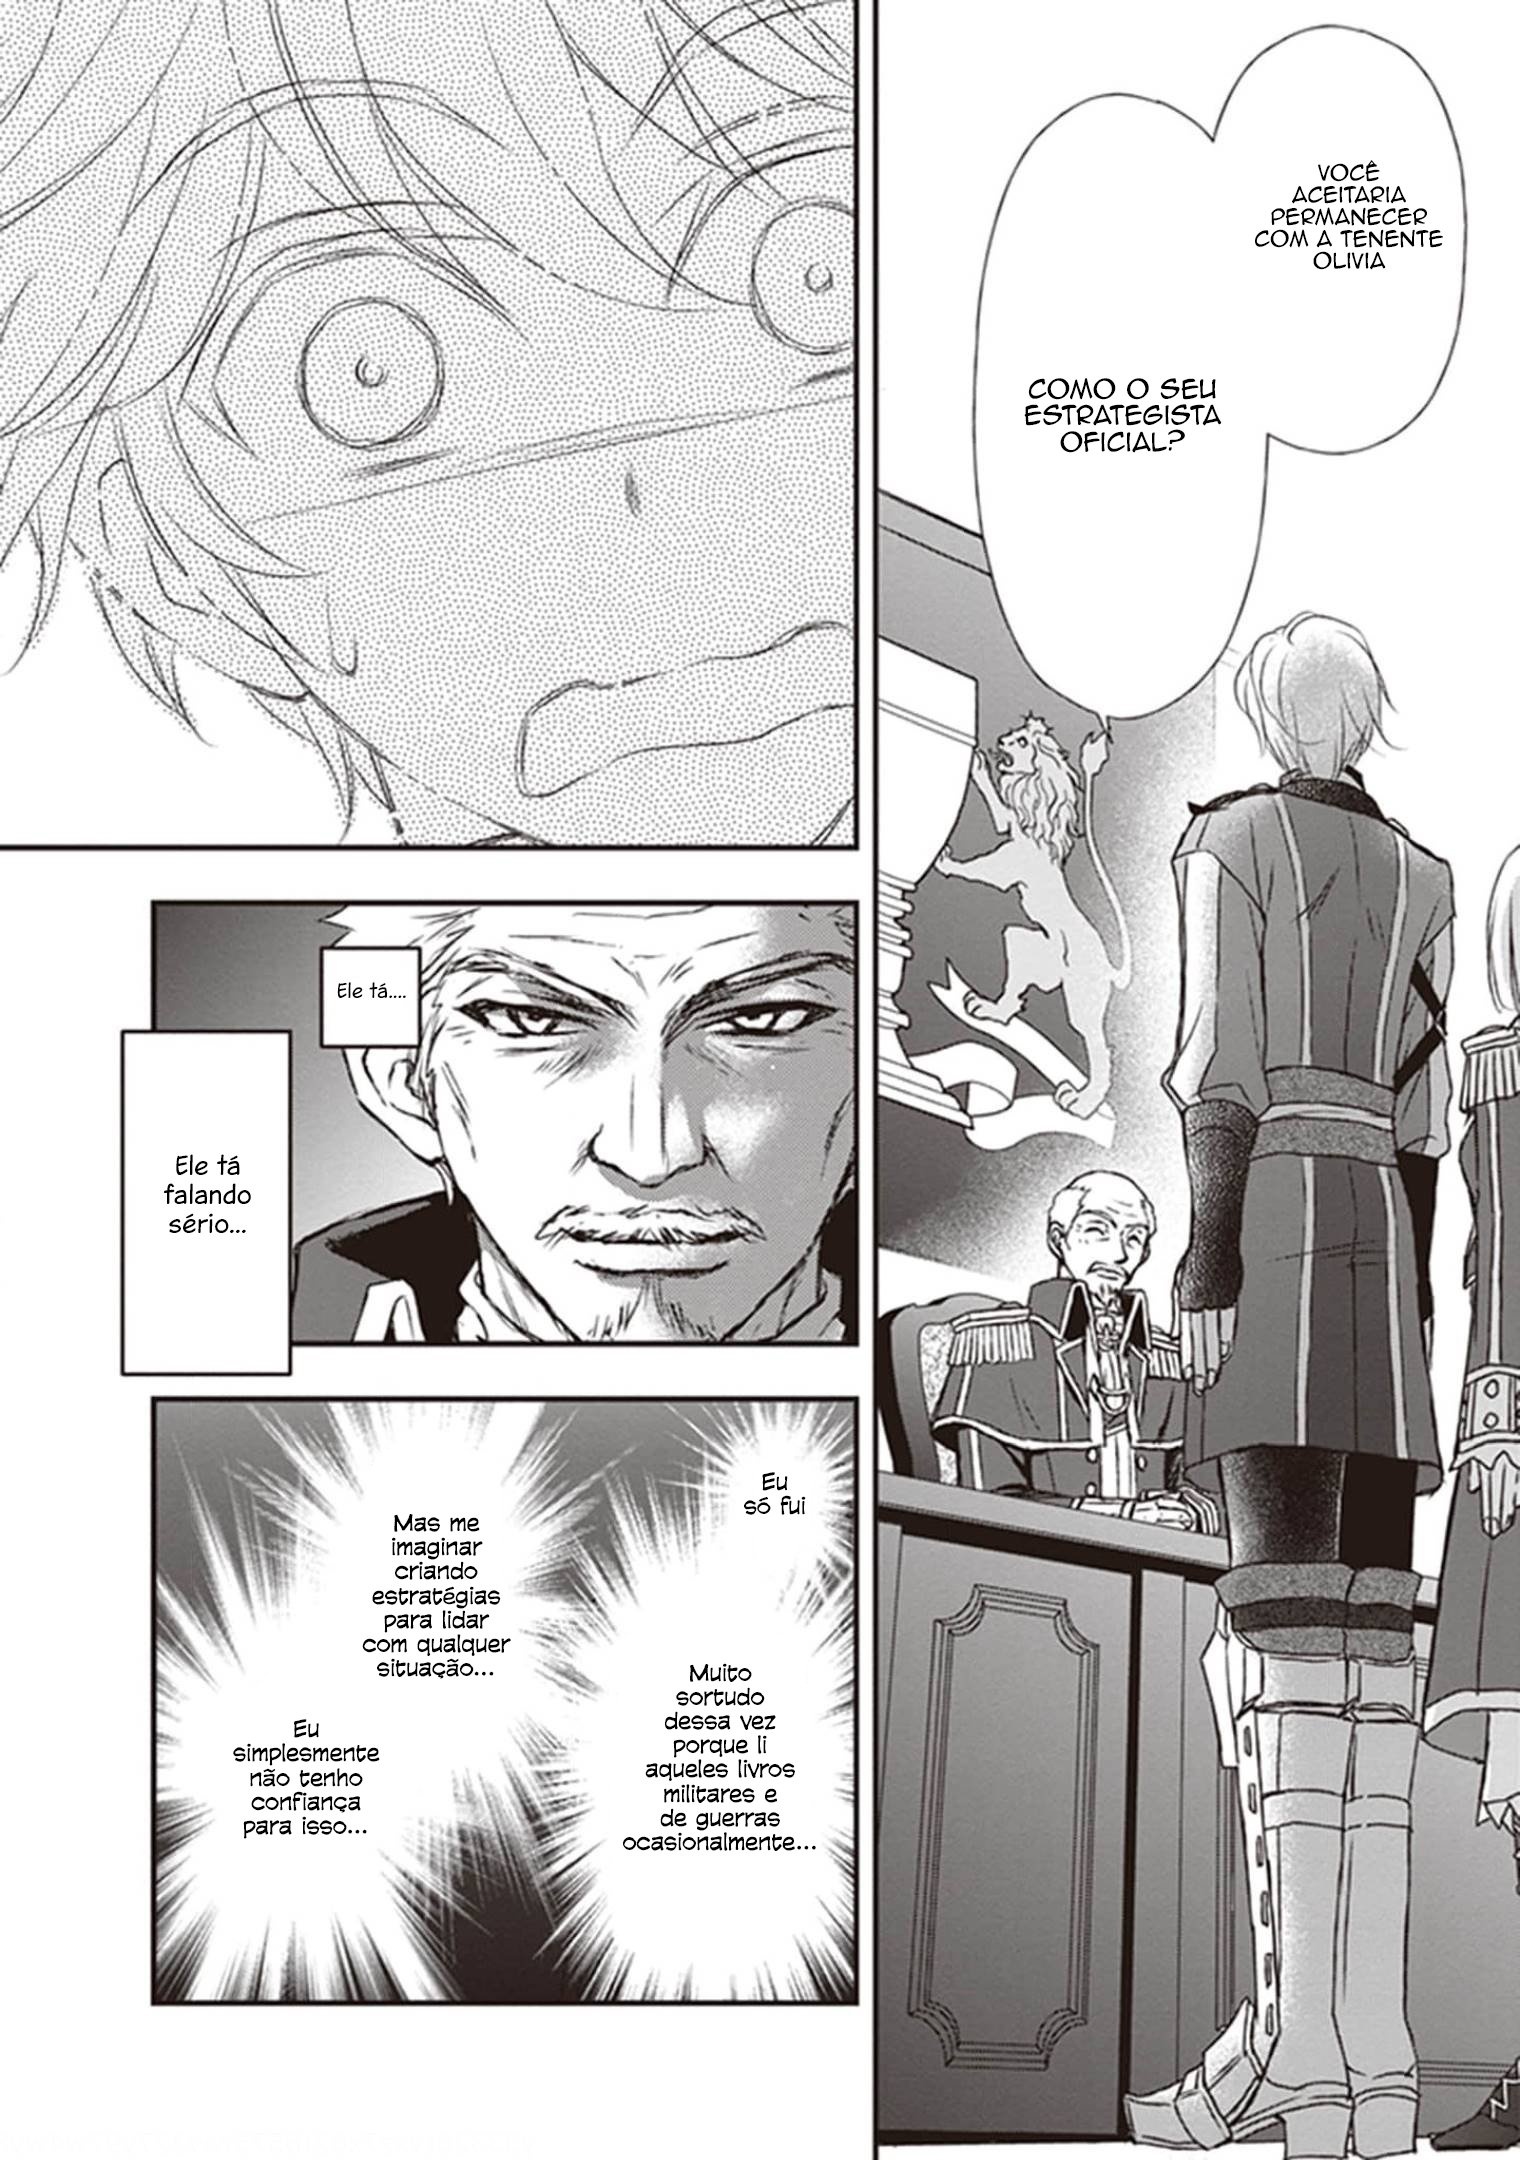 VOCÊ
ACEITARIA
PERMANECER
COM A TENENTE
OLIVIA
COMO O SEU
ESTRATEGISTA
OFICIAL?
Ele tá....
Ele tá
falando
sério...
Eu
só fui
Muito
sortudo
dessa vez
porque li
aqueles livros
militares e
de guerras
ocasionalmente...
Mas me
imaginar
criando
estratégias
para lidar
com qualquer
situação...
Eu
simplesmente
não tenho
confiança
para isso...